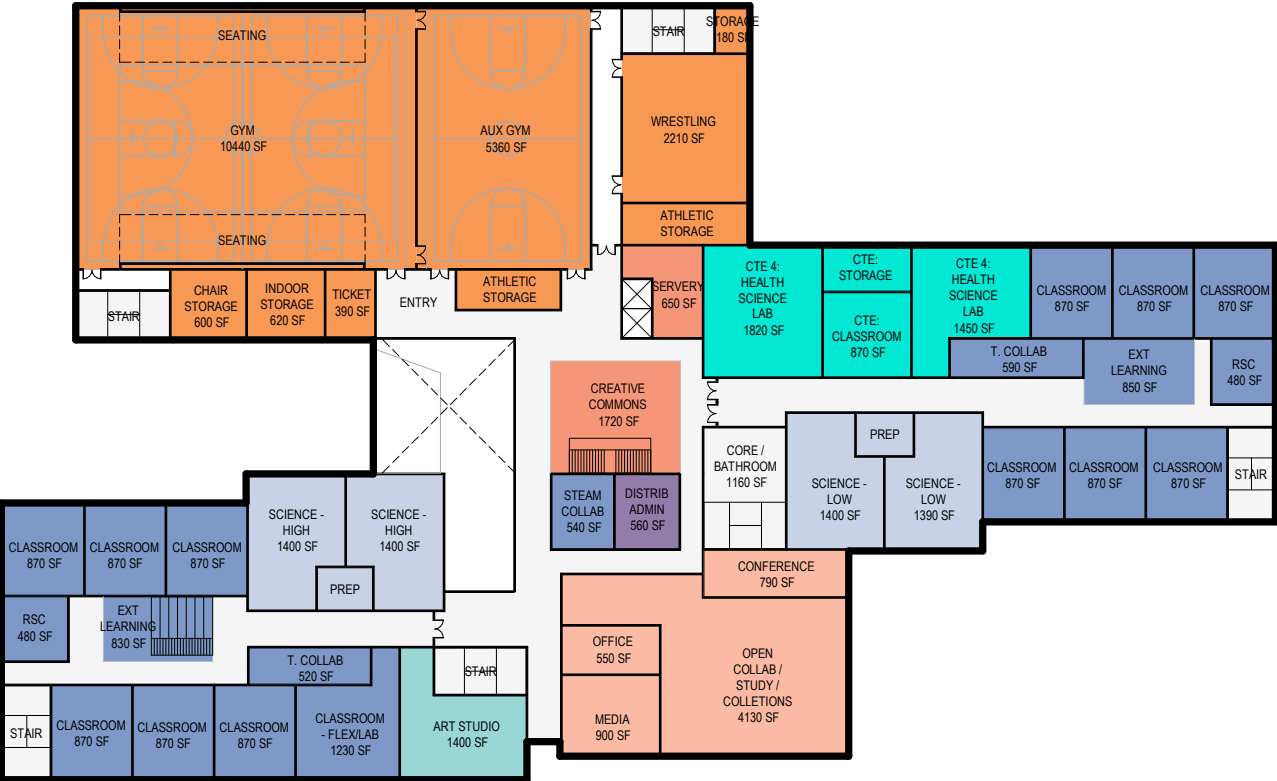 SEATING
STAIR
STORAGE
180 SF
GYM
10440 SF
AUX GYM
5360 SF
WRESTLING
2210 SF
SEATING
ATHLETIC
STORAGE
CHAIR
STORAGE
600 SF
INDOOR
STORAGE
620 SF
TICKET
390 SF
STAIR
ENTRY
ATHLETIC
STORAGE
SERVERY
650 SF
CTE 4:
HEALTH
SCIENCE
LAB
1820 SF
CTE:
STORAGE
CTE:
CLASSROOM
870 SF
CTE 4:
HEALTH
SCIENCE
LAB
1450 SF
CLASSROOM
870 SF
CLASSROOM
870 SF
CLASSROOM
870 SF
T. COLLAB
590 SF
EXT
LEARNING
850 SF
RSC
480 SF
CREATIVE
COMMONS
1720 SF
CORE /
BATHROOM
1160 SF
PREP
SCIENCE -
LOW
1400 SF
SCIENCE -
LOW
1390 SF
CLASSROOM
870 SF
CLASSROOM
870 SF
CLASSROOM
870 SF
STAIR
STEAM
COLLAB
540 SF
DISTRIB
ADMIN
560 SF
SCIENCE -
HIGH
1400 SF
SCIENCE -
HIGH
1400 SF
PREP
CLASSROOM
870 SF
CLASSROOM
870 SF
CLASSROOM
870 SF
RSC
480 SF
EXT
LEARNING
830 SF
CONFERENCE
790 SF
T. COLLAB
520 SF
STAIR
OFFICE
550 SF
OPEN
COLLAB /
STUDY /
COLLETIONS
4130 SF
MEDIA
900 SF
STAIR
CLASSROOM
870 SF
CLASSROOM
870 SF
CLASSROOM
870 SF
CLASSROOM
- FLEX/LAB
1230 SF
ART STUDIO
1400 SF